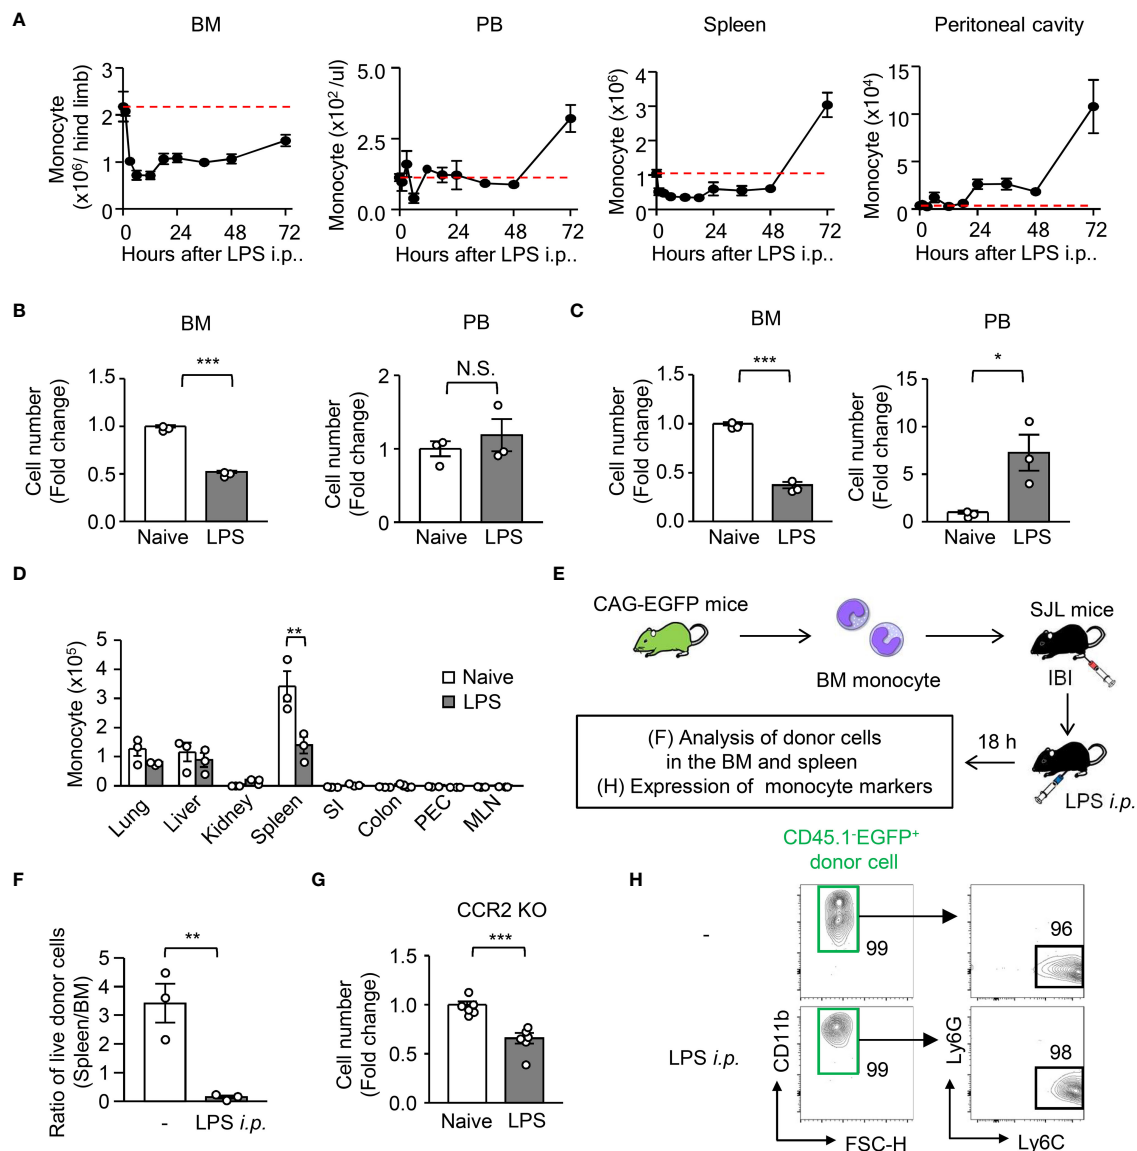 A
BM
PB
Spleen
Peritoneal cavity
Monocyte
(x10⁶/ hind limb)
3
2
1
0
0
24
48
72
Hours after LPS i.p..
Monocyte (x10² /ul)
5.0
2.5
0.0
0
24
48
72
Hours after LPS i.p..
Monocyte (x10⁶)
4
3
2
1
0
0
24
48
72
Hours after LPS i.p..
Monocyte (x10⁴)
15
10
5
0
0
24
48
72
Hours after LPS i.p..
B
BM
***
Cell number
(Fold change)
1.5
1.0
0.5
0.0
Naive
LPS
PB
N.S.
Cell number
(Fold change)
2
1
0
Naive
LPS
C
BM
***
Cell number
(Fold change)
1.5
1.0
0.5
0.0
Naive
LPS
PB
*
Cell number
(Fold change)
15
10
5
0
Naive
LPS
D
Monocyte (x10⁵)
5
4
3
2
1
0
**
Naive
LPS
Lung
Liver
Kidney
Spleen
SI
Colon
PEC
MLN
E
CAG-EGFP mice
BM monocyte
SJL mice
IBI
18 h
LPS i.p.
(F) Analysis of donor cells
in the BM and spleen
(H) Expression of monocyte markers
F
Ratio of live donor cells
(Spleen/BM)
5
4
3
2
1
0
**
-
LPS i.p.
G
CCR2 KO
***
Cell number
(Fold change)
1.5
1.0
0.5
0.0
Naive
LPS
H
CD45.1⁻EGFP⁺
donor cell
-
99
96
LPS i.p.
99
98
CD11b
FSC-H
Ly6G
Ly6C